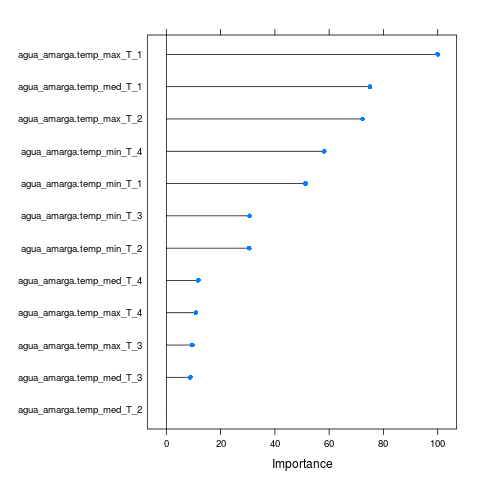 agua_amarga.temp_max_T_1
agua_amarga.temp_med_T_1
agua_amarga.temp_max_T_2
agua_amarga.temp_min_T_4
agua_amarga.temp_min_T_1
agua_amarga.temp_min_T_3
agua_amarga.temp_min_T_2
agua_amarga.temp_med_T_4
agua_amarga.temp_max_T_4
agua_amarga.temp_max_T_3
agua_amarga.temp_med_T_3
agua_amarga.temp_med_T_2
0 20 40 60 80 100
Importance